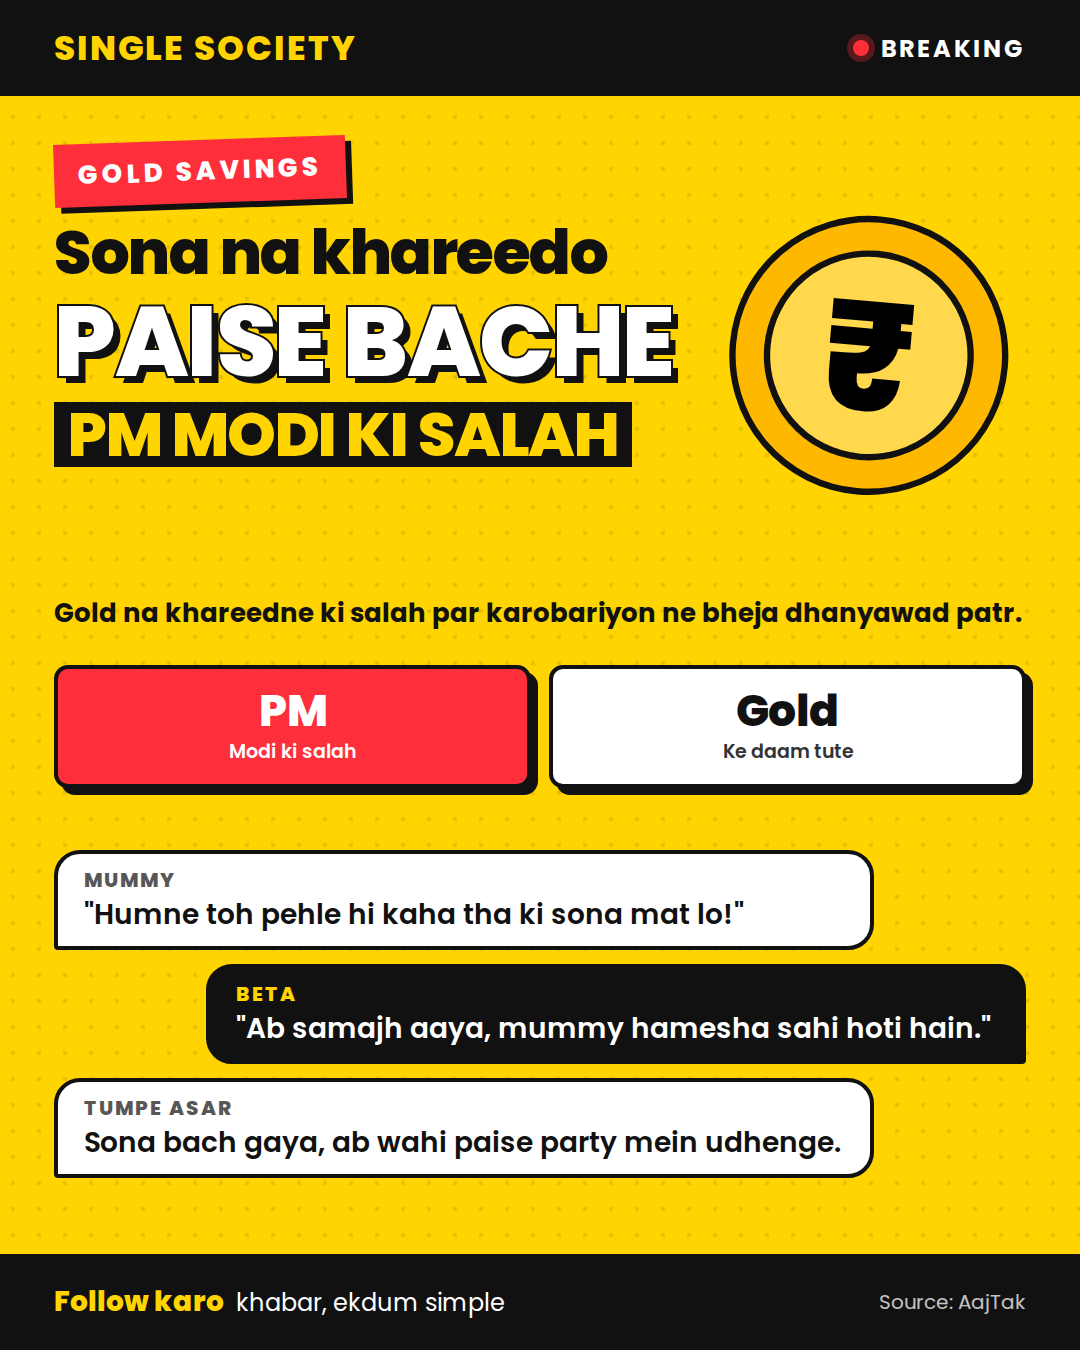 SINGLE SOCIETY
BREAKING
GOLD SAVINGS
Sona na khareedo
PAISE BACHE
PM MODI KI SALAH
₹
Gold na khareedne ki salah par karobariyon ne bheja dhanyawad patr.
PM
Modi ki salah
Gold
Ke daam tute
MUMMY
"Humne toh pehle hi kaha tha ki sona mat lo!"
BETA
"Ab samajh aaya, mummy hamesha sahi hoti hain."
TUMPE ASAR
Sona bach gaya, ab wahi paise party mein udhenge.
Follow karo khabar, ekdum simple
Source: AajTak